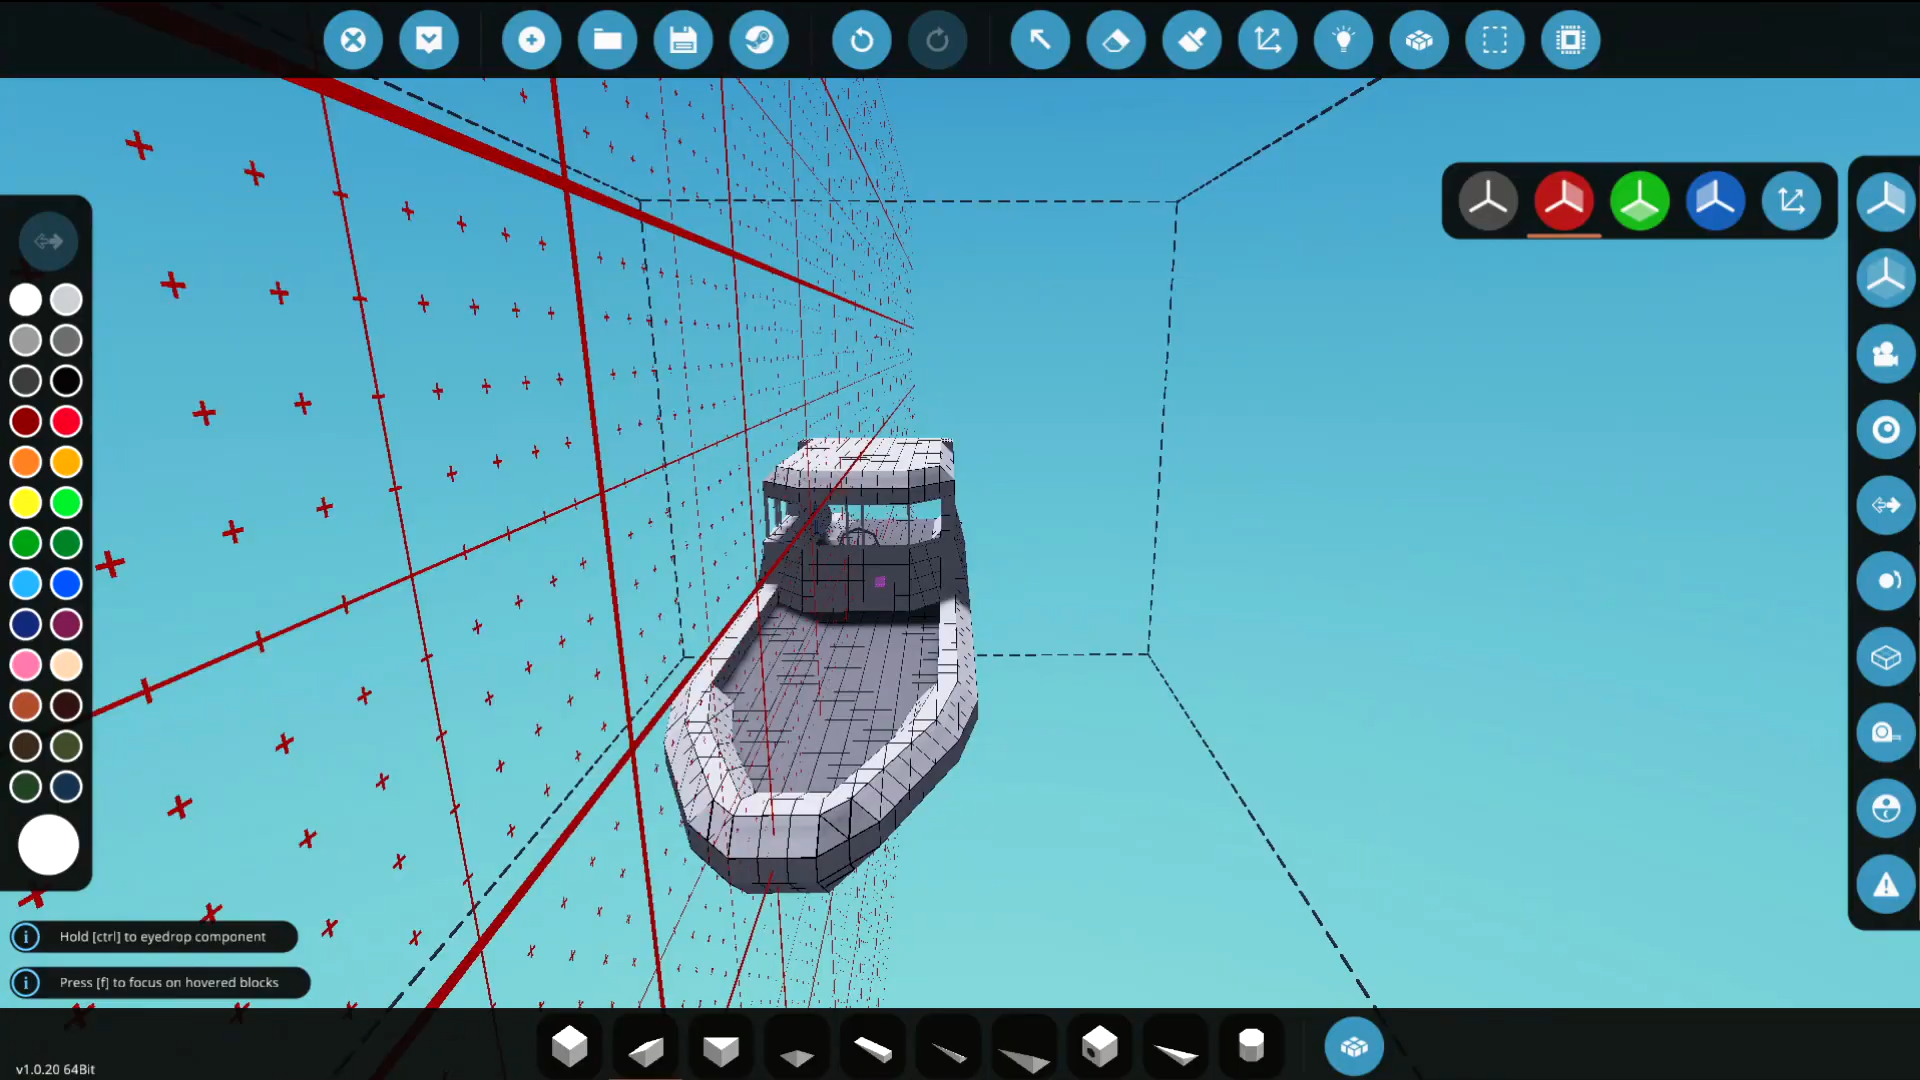 Hold [ctrl] to eyedrop component
Press [f] to focus on hovered blocks
v1.0.20 64Bit